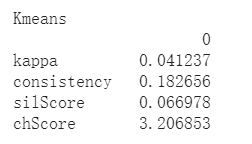 Kmeans
0
kappa 0.041237
consistency 0.182656
silScore 0.066978
chScore 3.206853